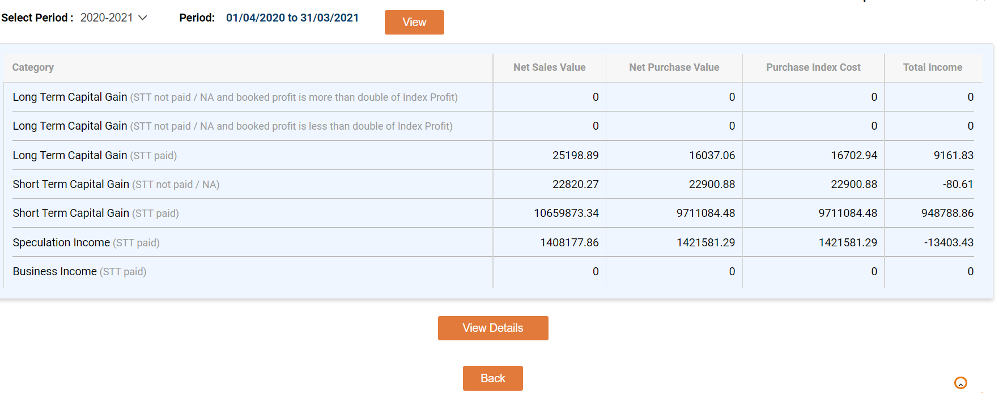 Select Period : 2020-2021 Period: 01/04/2020 to 31/03/2021 View
Category Net Sales Value Net Purchase Value Purchase Index Cost Total Income
Long Term Capital Gain (STT not paid / NA and booked profit is more than double of Index Profit) 0 0 0 0
Long Term Capital Gain (STT not paid / NA and booked profit is less than double of Index Profit) 0 0 0 0
Long Term Capital Gain (STT paid) 25198.89 16037.06 16702.94 9161.83
Short Term Capital Gain (STT not paid / NA) 22820.27 22900.88 22900.88 -80.61
Short Term Capital Gain (STT paid) 10659873.34 9711084.48 9711084.48 948788.86
Speculation Income (STT paid) 1408177.86 1421581.29 1421581.29 -13403.43
Business Income (STT paid) 0 0 0 0
View Details
Back